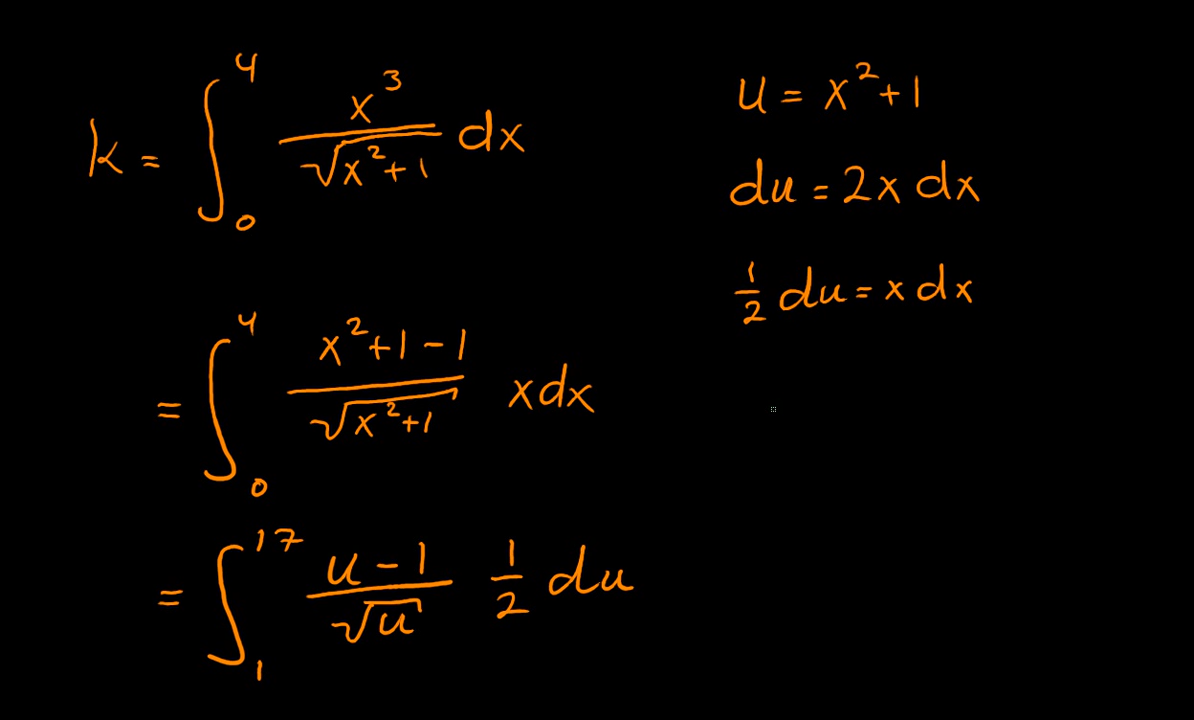 k = ∫₀⁴ x³/√(x²+1) dx
u = x²+1
du = 2x dx
½ du = x dx
= ∫₀⁴ (x²+1−1)/√(x²+1) x dx
= ∫₁¹⁷ (u−1)/√u ½ du